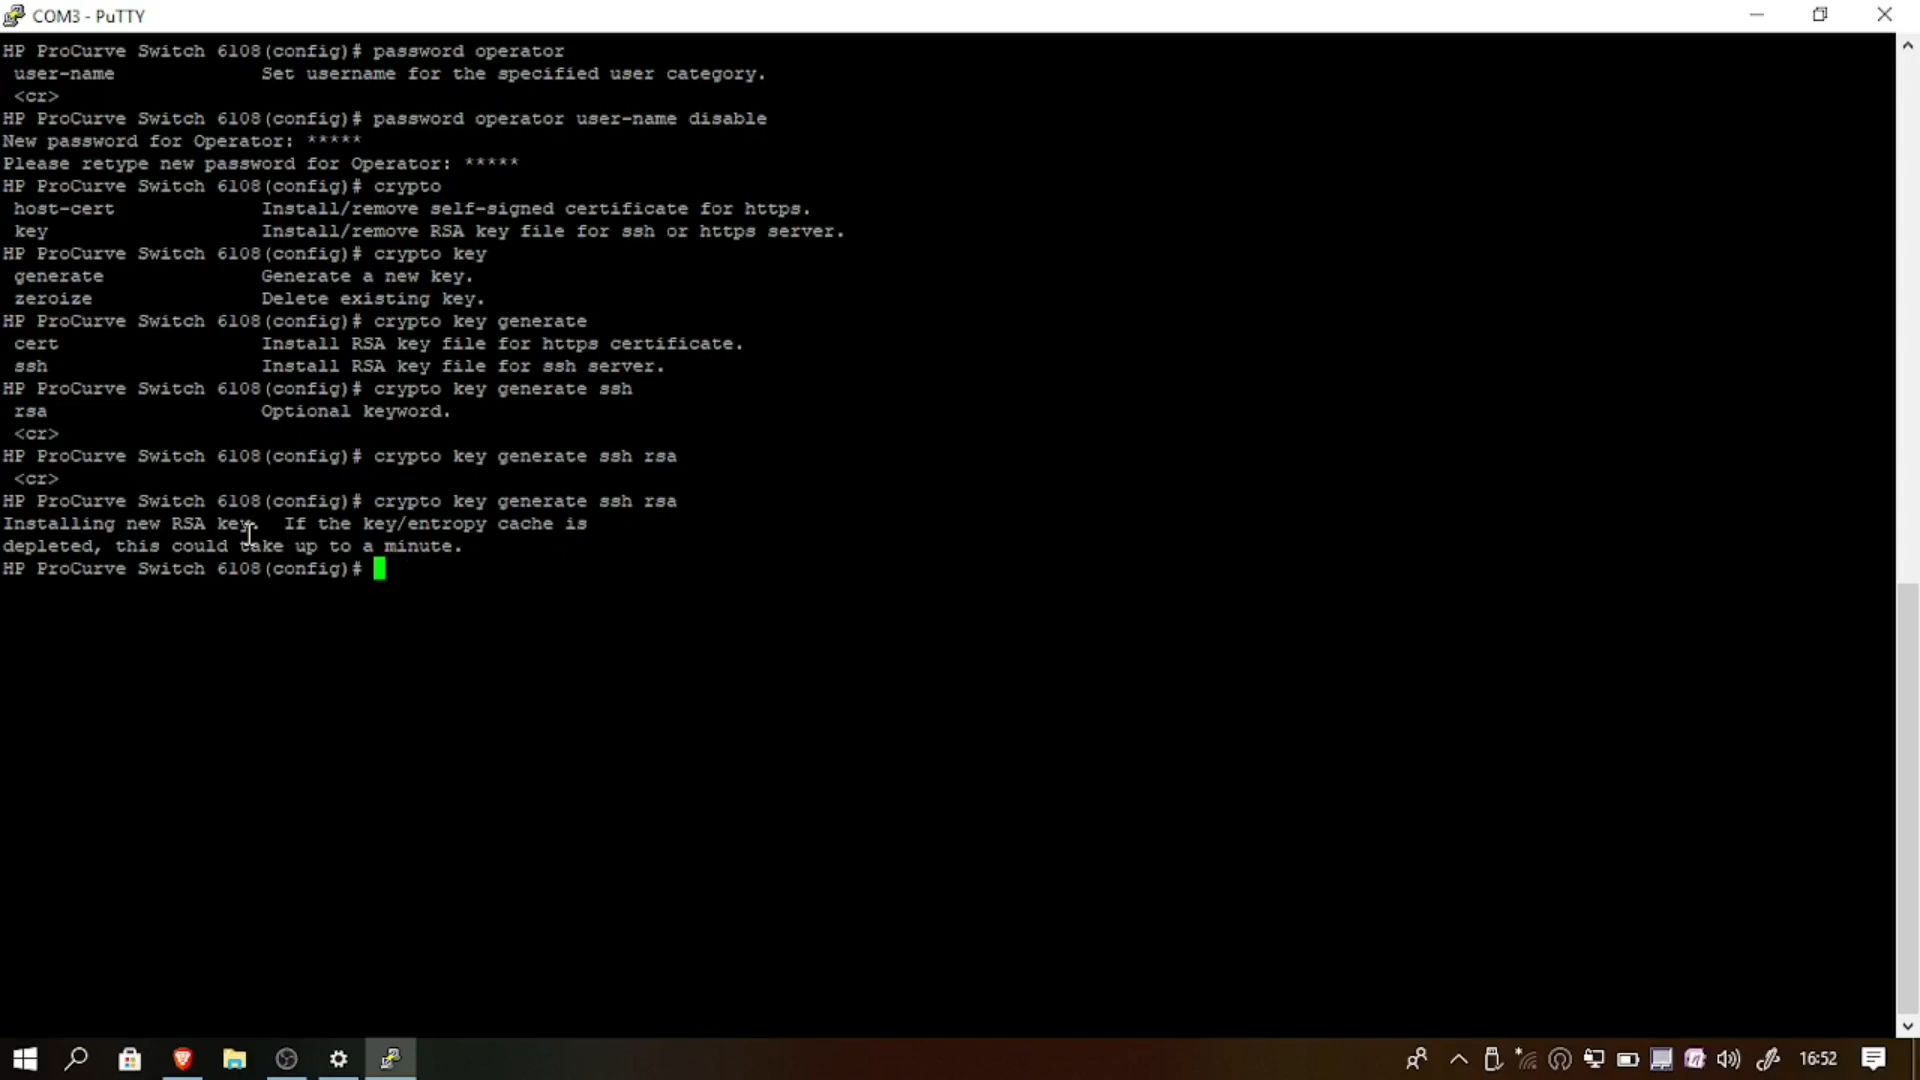 COM3 - PuTTY
HP ProCurve Switch 6108(config)# password operator
user-name Set username for the specified user category.
<cr>
HP ProCurve Switch 6108(config)# password operator user-name disable
New password for Operator: *****
Please retype new password for Operator: *****
HP ProCurve Switch 6108(config)# crypto
host-cert Install/remove self-signed certificate for https.
key Install/remove RSA key file for ssh or https server.
HP ProCurve Switch 6108(config)# crypto key
generate Generate a new key.
zeroize Delete existing key.
HP ProCurve Switch 6108(config)# crypto key generate
cert Install RSA key file for https certificate.
ssh Install RSA key file for ssh server.
HP ProCurve Switch 6108(config)# crypto key generate ssh
rsa Optional keyword.
<cr>
HP ProCurve Switch 6108(config)# crypto key generate ssh rsa
<cr>
HP ProCurve Switch 6108(config)# crypto key generate ssh rsa
Installing new RSA key. If the key/entropy cache is
depleted, this could take up to a minute.
HP ProCurve Switch 6108(config)#
16:52